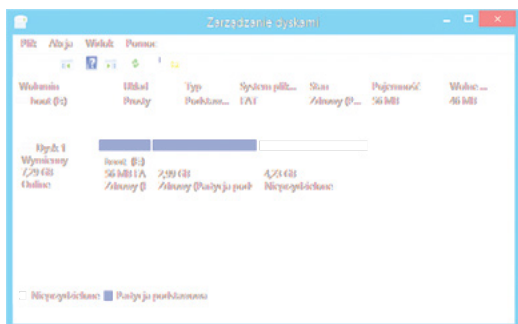 Zarządzanie dyskami
Plik Akcja Widok Pomoc
Wolumin Układ Typ System plik... Stan Pojemność Wolne ...
boot (E:) Prosty Podstaw... FAT Zdrowy (P... 56 MB 46 MB
Dysk 1
Wymienny
7,29 GB
Online
boot (E:)
56 MB FA
Zdrowy (
2,99 GB
Zdrowy (Partycja pods
4,23 GB
Nieprzydzielone
Nieprzydzielone Partycja podstawowa